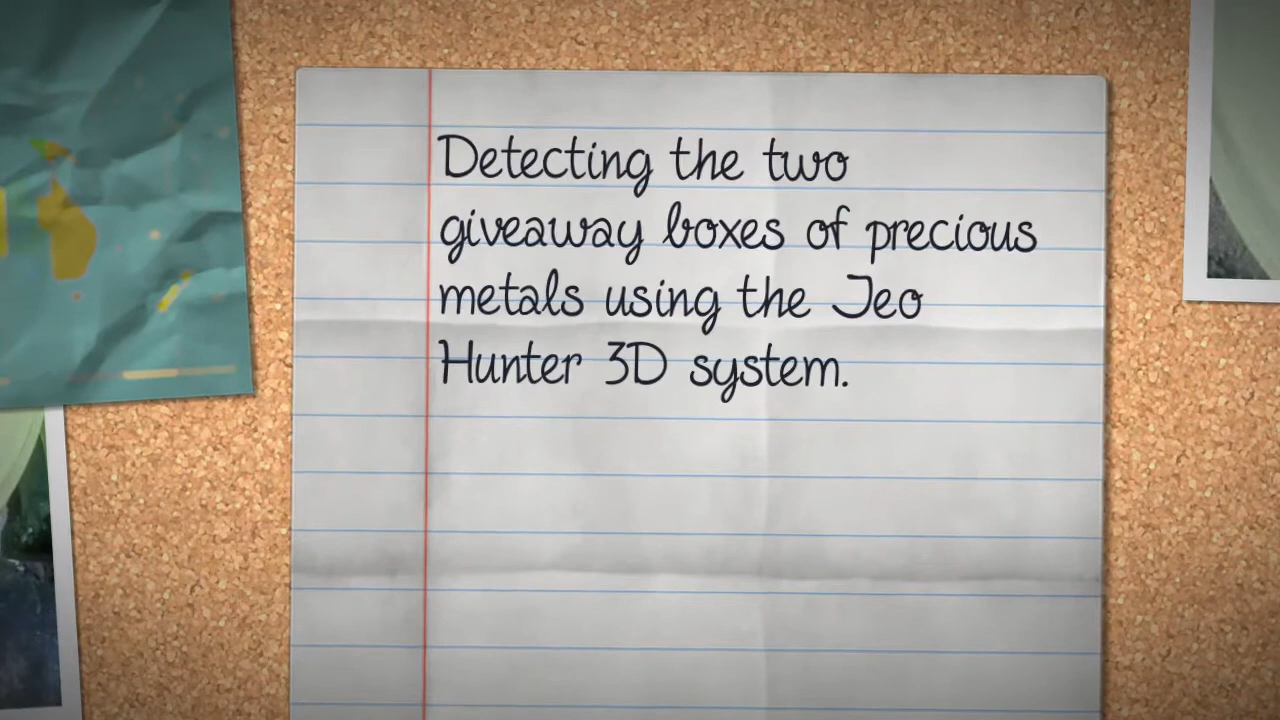 Detecting the two
giveaway boxes of precious
metals using the Jeo
Hunter 3D system.